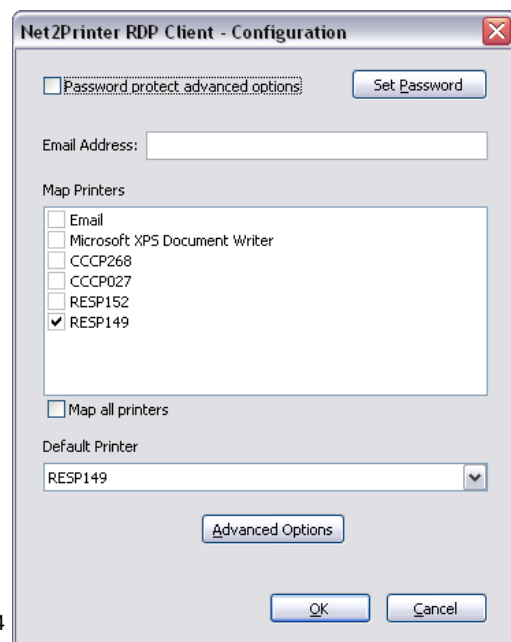 Net2Printer RDP Client - Configuration
Password protect advanced options
Set Password
Email Address:
Map Printers
Email
Microsoft XPS Document Writer
CCCP268
CCCP027
RESP152
RESP149
Map all printers
Default Printer
RESP149
Advanced Options
OK
Cancel
4